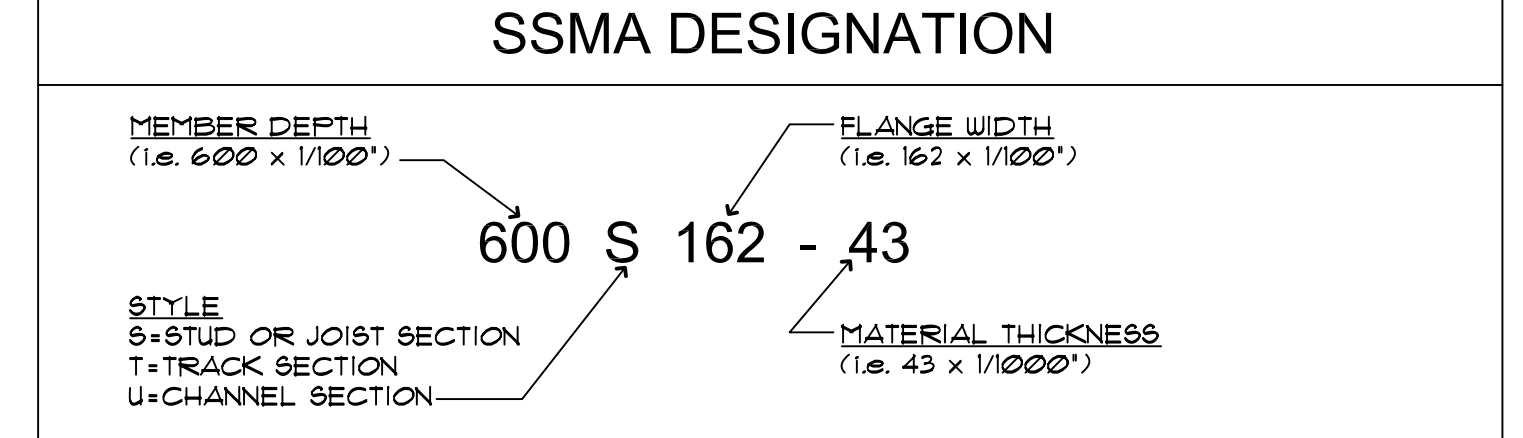 SSMA DESIGNATION
MEMBER DEPTH
(i.e. 600 x 1/100")
FLANGE WIDTH
(i.e. 162 x 1/100")
600 S 162 - 43
STYLE
S=STUD OR JOIST SECTION
T=TRACK SECTION
U=CHANNEL SECTION
MATERIAL THICKNESS
(i.e. 43 x 1/1000")